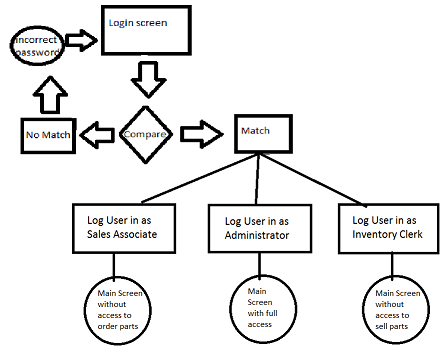 Login screen
Incorrect
password
No Match
Compare
Match
Log User in as
Sales Associate
Log User in as
Administrator
Log User in as
Inventory Clerk
Main Screen
without
access to
order parts
Main
Screen
with full
access
Main Screen
without
access to
sell parts